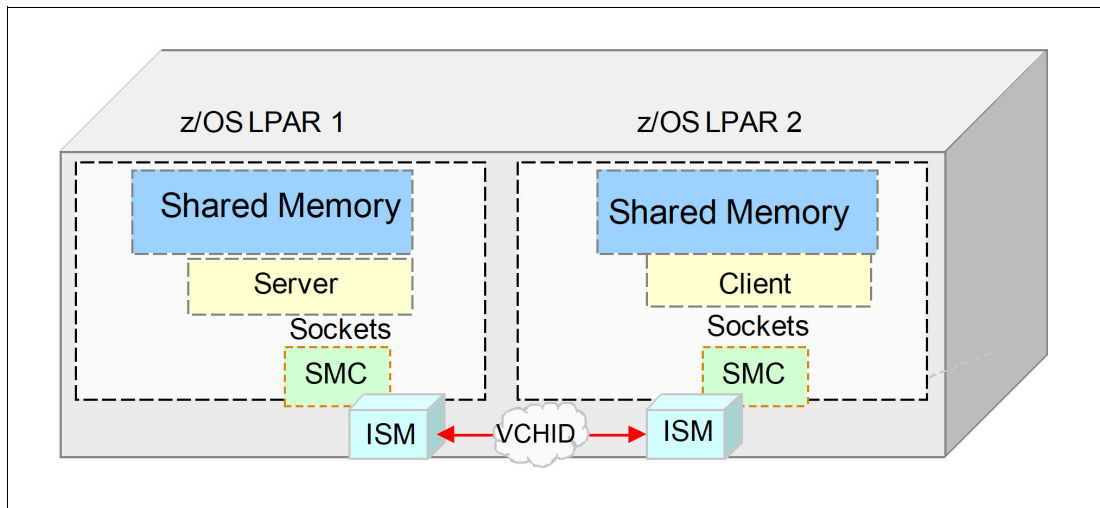 z/OS LPAR 1
z/OS LPAR 2
Shared Memory
Shared Memory
Server
Client
Sockets
Sockets
SMC
SMC
ISM
VCHID
ISM